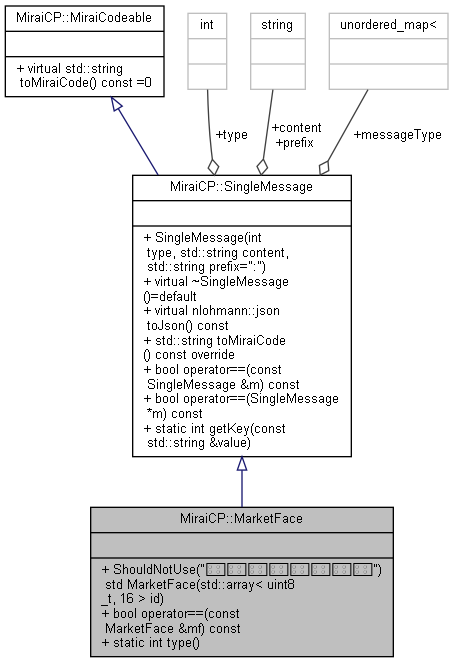 MiraiCP::MiraiCodeable
+ virtual std::string
toMiraiCode() const =0
int
string
unordered_map<
+type
+content
+prefix
+messageType
MiraiCP::SingleMessage
+ SingleMessage(int
type, std::string content,
std::string prefix=":")
+ virtual ~SingleMessage
()=default
+ virtual nlohmann::json
toJson() const
+ std::string toMiraiCode
() const override
+ bool operator==(const
SingleMessage &m) const
+ bool operator==(SingleMessage
*m) const
+ static int getKey(const
std::string &value)
MiraiCP::MarketFace
+ ShouldNotUse("")
std MarketFace(std::array< uint8
_t, 16 > id)
+ bool operator==(const
MarketFace &mf) const
+ static int type()